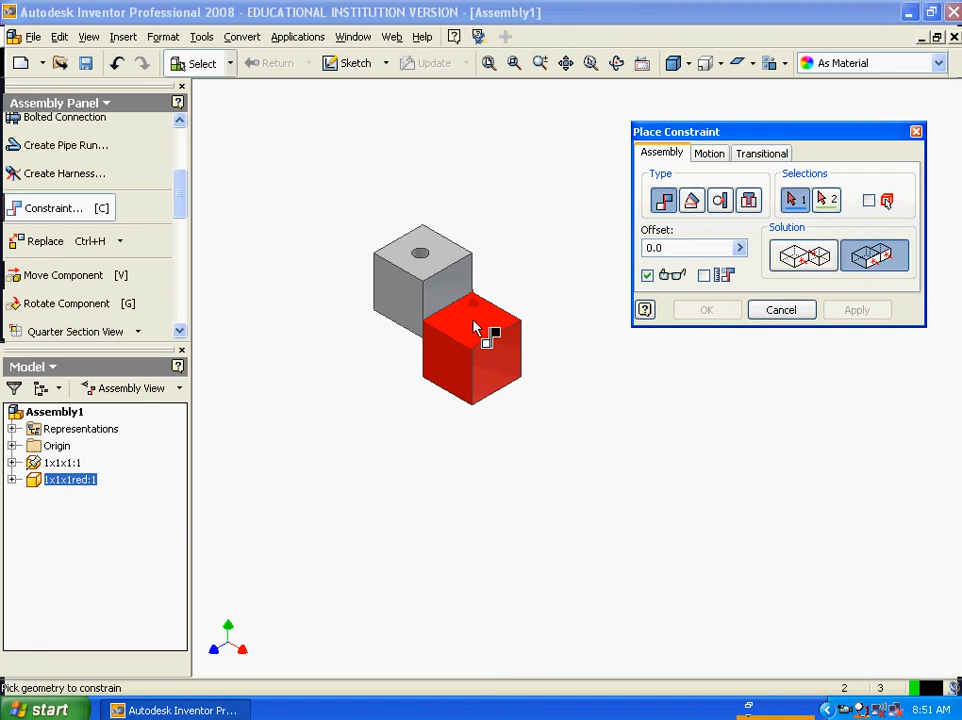 Autodesk Inventor Professional 2008 - EDUCATIONAL INSTITUTION VERSION - [Assembly1]
File Edit View Insert Format Tools Convert Applications Window Web Help
Select Return Sketch Update As Material
Assembly Panel
Bolted Connection
Create Pipe Run...
Create Harness...
Constraint... [C]
Replace Ctrl+H
Move Component [V]
Rotate Component [G]
Quarter Section View
Model
Assembly View
Assembly1
Representations
Origin
1x1x1:1
1x1x1red:1
Place Constraint
Assembly Motion Transitional
Type Selections
1 2
Offset: Solution
0.0
OK Cancel Apply
Pick geometry to constrain 2 3
start Autodesk Inventor Pr... 8:51 AM